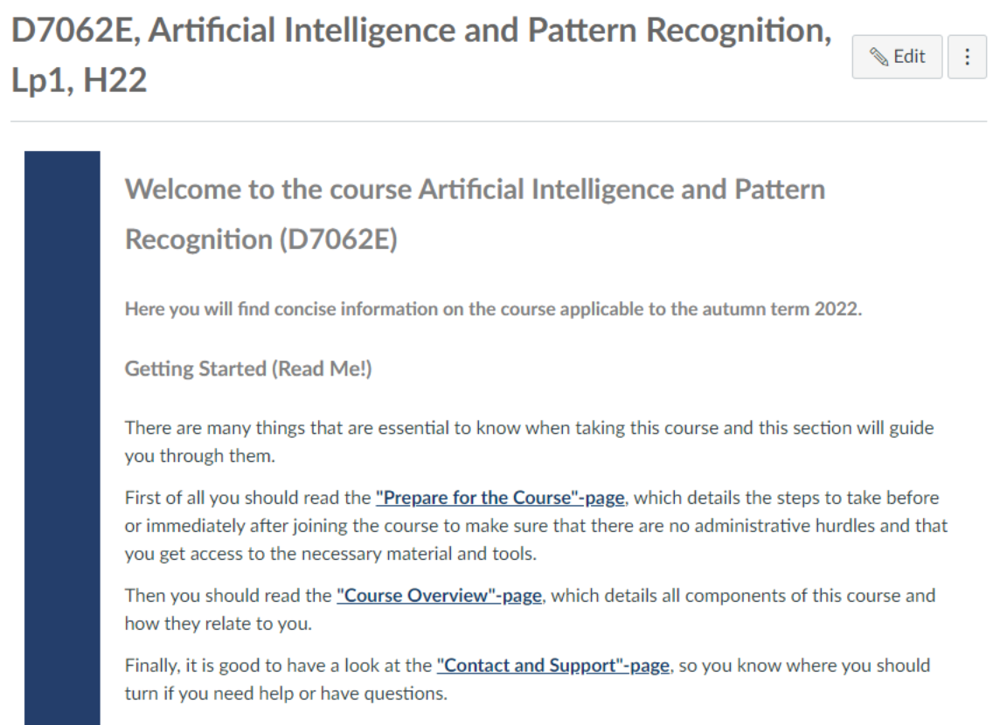 D7062E, Artificial Intelligence and Pattern Recognition,
Lp1, H22
Edit
Welcome to the course Artificial Intelligence and Pattern
Recognition (D7062E)
Here you will find concise information on the course applicable to the autumn term 2022.
Getting Started (Read Me!)
There are many things that are essential to know when taking this course and this section will guide
you through them.
First of all you should read the "Prepare for the Course"-page, which details the steps to take before
or immediately after joining the course to make sure that there are no administrative hurdles and that
you get access to the necessary material and tools.
Then you should read the "Course Overview"-page, which details all components of this course and
how they relate to you.
Finally, it is good to have a look at the "Contact and Support"-page, so you know where you should
turn if you need help or have questions.